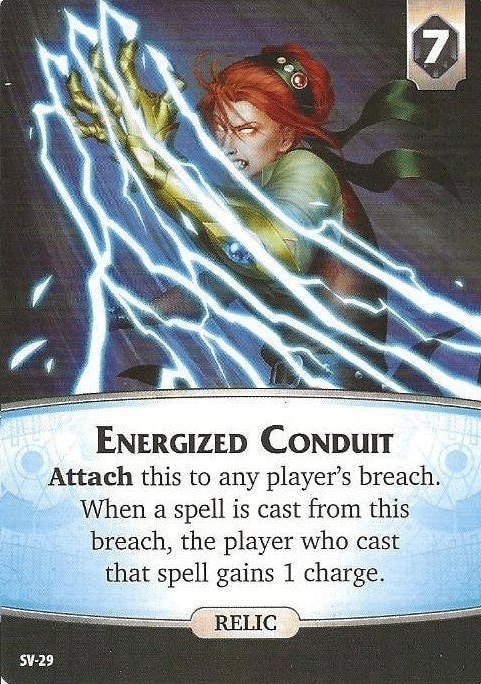 7
ENERGIZED CONDUIT
Attach this to any player's breach.
When a spell is cast from this
breach, the player who cast
that spell gains 1 charge.
RELIC
SV-29